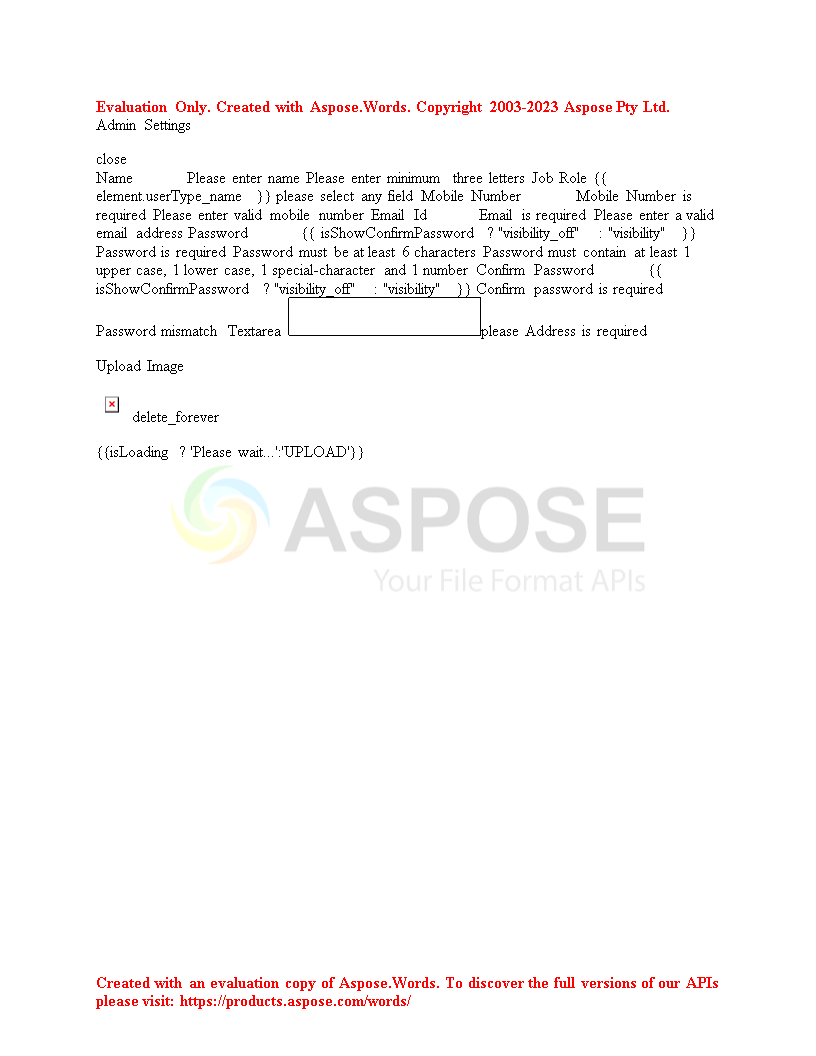 Evaluation Only. Created with Aspose.Words. Copyright 2003-2023 Aspose Pty Ltd.
Admin Settings
close
Name Please enter name Please enter minimum three letters Job Role {{
element.userType_name }} please select any field Mobile Number Mobile Number is
required Please enter valid mobile number Email Id Email is required Please enter a valid
email address Password {{ isShowConfirmPassword ? "visibility_off" : "visibility" }}
Password is required Password must be at least 6 characters Password must contain at least 1
upper case, 1 lower case, 1 special-character and 1 number Confirm Password {{
isShowConfirmPassword ? "visibility_off" : "visibility" }} Confirm password is required
Password mismatch Textarea please Address is required
Upload Image
delete_forever
{{isLoading ? 'Please wait...':'UPLOAD'}}
ASPOSE
Your File Format APIs
Created with an evaluation copy of Aspose.Words. To discover the full versions of our APIs
please visit: https://products.aspose.com/words/